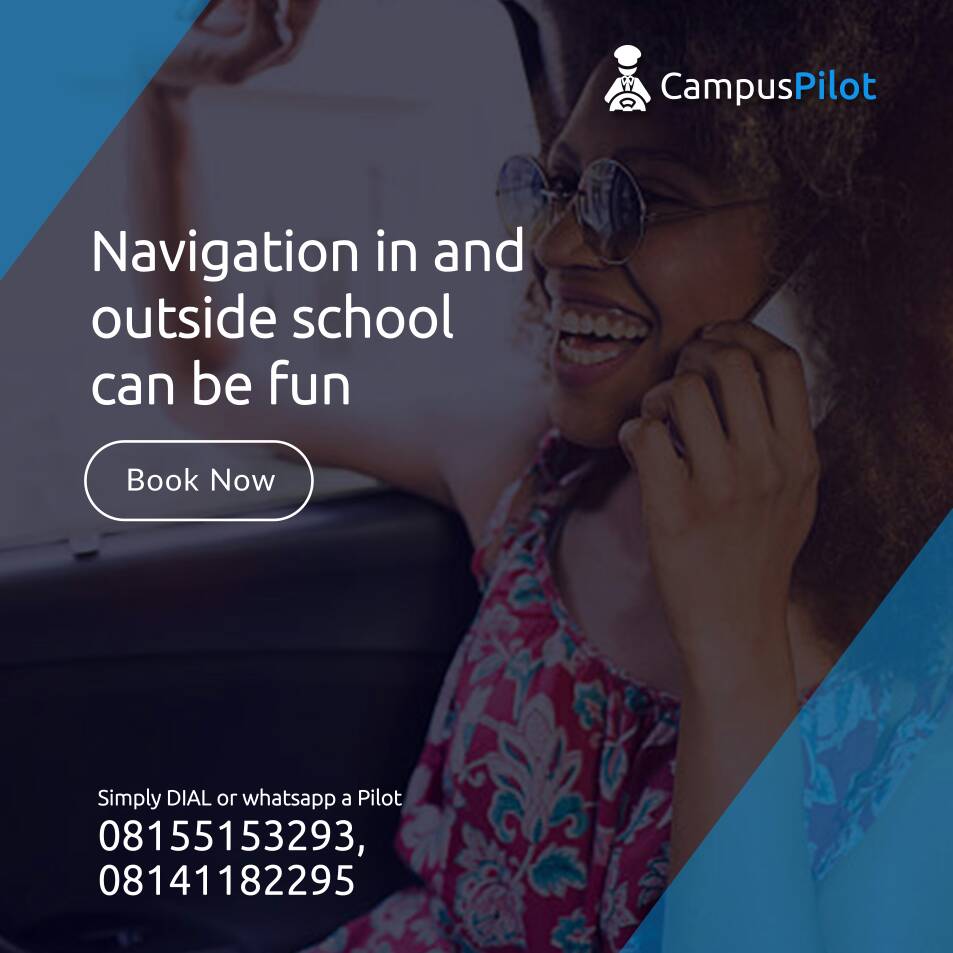 CampusPilot
Navigation in and
outside school
can be fun
Book Now
Simply DIAL or whatsapp a Pilot
08155153293,
08141182295